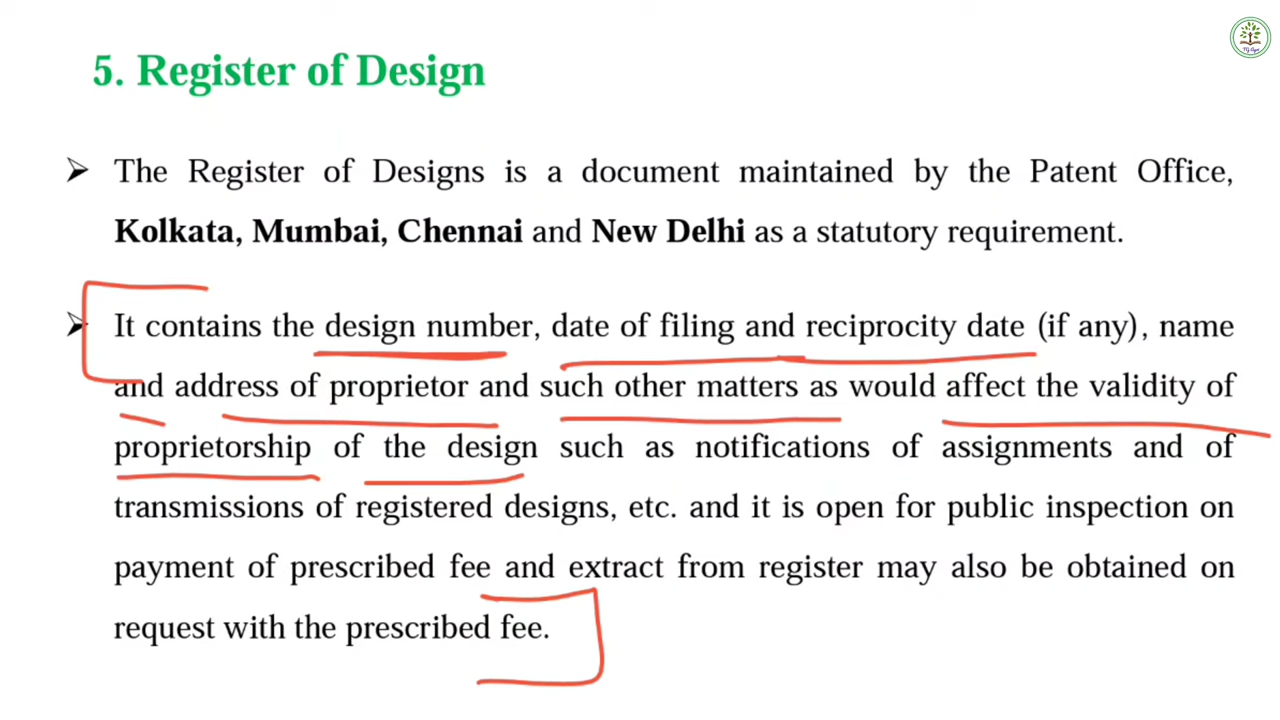 5. Register of Design
➢ The Register of Designs is a document maintained by the Patent Office,
Kolkata, Mumbai, Chennai and New Delhi as a statutory requirement.
➢ It contains the design number, date of filing and reciprocity date (if any), name
and address of proprietor and such other matters as would affect the validity of
proprietorship of the design such as notifications of assignments and of
transmissions of registered designs, etc. and it is open for public inspection on
payment of prescribed fee and extract from register may also be obtained on
request with the prescribed fee.